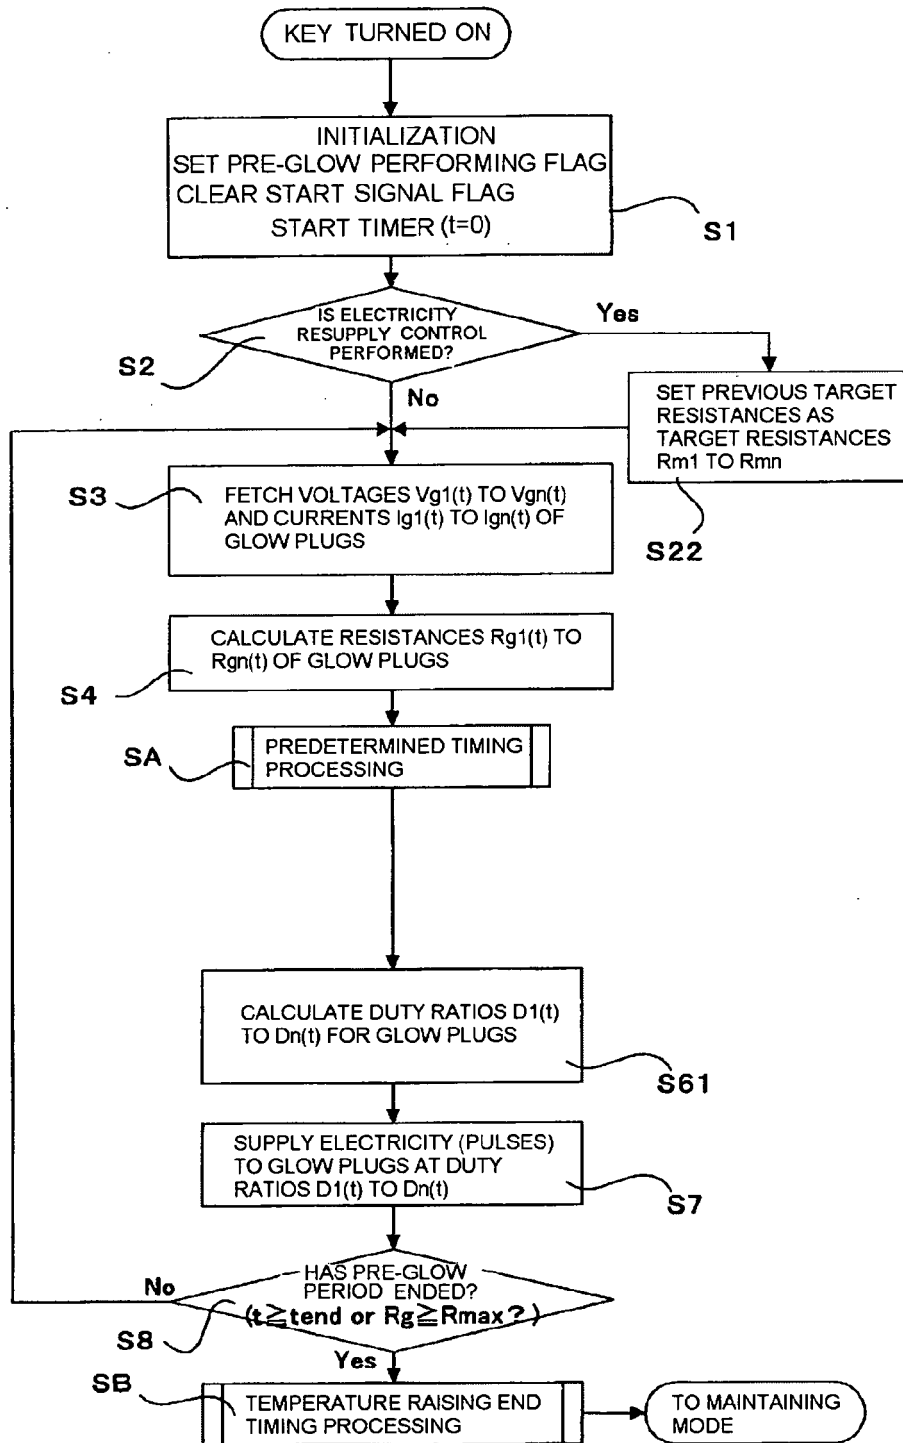 KEY TURNED ON
INITIALIZATION
SET PRE-GLOW PERFORMING FLAG
CLEAR START SIGNAL FLAG
START TIMER (t=0)
S1
IS ELECTRICITY
RESUPPLY CONTROL
PERFORMED?
S2
Yes
No
SET PREVIOUS TARGET
RESISTANCES AS
TARGET RESISTANCES
Rm1 TO Rmn
S22
S3
FETCH VOLTAGES Vg1(t) TO Vgn(t)
AND CURRENTS Ig1(t) TO Ign(t) OF
GLOW PLUGS
CALCULATE RESISTANCES Rg1(t) TO
Rgn(t) OF GLOW PLUGS
S4
SA
PREDETERMINED TIMING
PROCESSING
CALCULATE DUTY RATIOS D1(t)
TO Dn(t) FOR GLOW PLUGS
S61
SUPPLY ELECTRICITY (PULSES)
TO GLOW PLUGS AT DUTY
RATIOS D1(t) TO Dn(t)
S7
No
HAS PRE-GLOW
PERIOD ENDED?
(t≧tend or Rg≧Rmax?)
S8
Yes
SB
TEMPERATURE RAISING END
TIMING PROCESSING
TO MAINTAINING
MODE